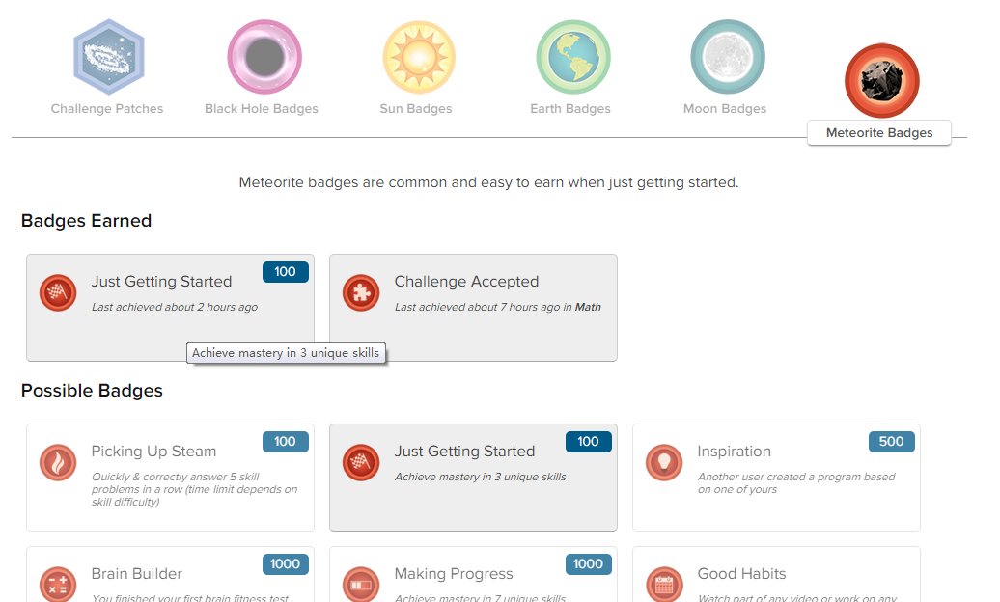 Challenge Patches
Black Hole Badges
Sun Badges
Earth Badges
Moon Badges
Meteorite Badges
Meteorite badges are common and easy to earn when just getting started.
Badges Earned
Just Getting Started
100
Last achieved about 2 hours ago
Challenge Accepted
Last achieved about 7 hours ago in Math
Achieve mastery in 3 unique skills
Possible Badges
Picking Up Steam
100
Quickly & correctly answer 5 skill
problems in a row (time limit depends on
skill difficulty)
Just Getting Started
100
Achieve mastery in 3 unique skills
Inspiration
500
Another user created a program based
on one of yours
Brain Builder
1000
You finished your first brain fitness test
Making Progress
1000
Achieve mastery in 7 unique skills
Good Habits
Watch part of any video or work on any